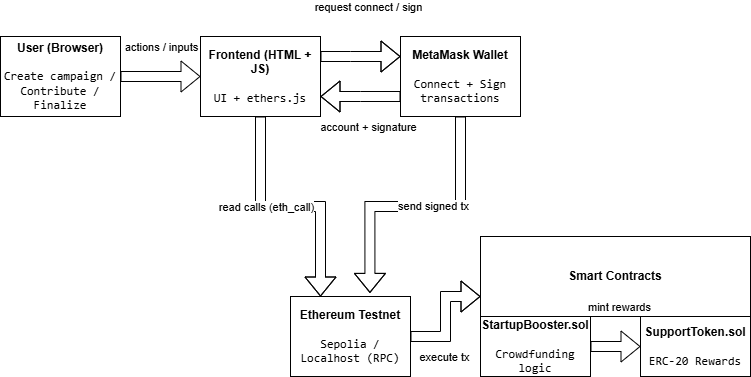 request connect / sign
User (Browser)
Create campaign /
Contribute /
Finalize
actions / inputs
Frontend (HTML +
JS)
UI + ethers.js
MetaMask Wallet
Connect + Sign
transactions
account + signature
read calls (eth_call)
send signed tx
Ethereum Testnet
Sepolia /
Localhost (RPC)
execute tx
Smart Contracts
mint rewards
StartupBooster.sol
Crowdfunding
logic
SupportToken.sol
ERC-20 Rewards